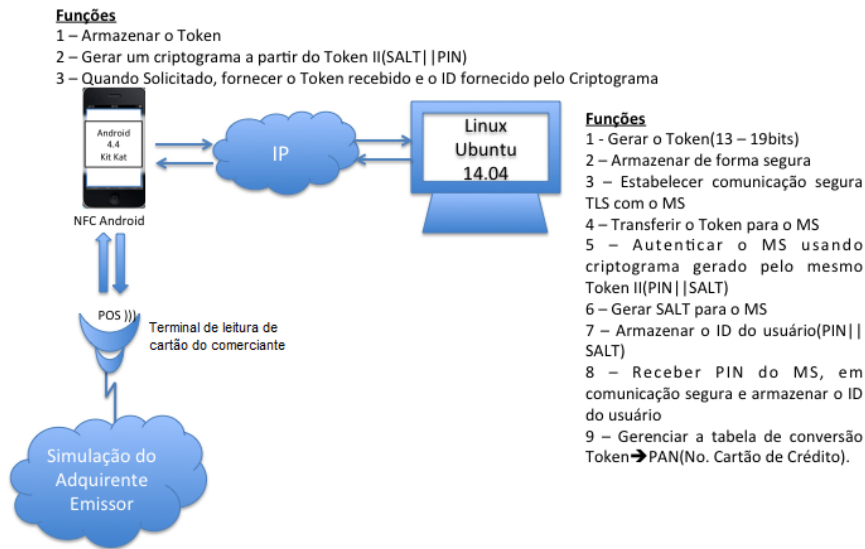 Funções
1 – Armazenar o Token
2 – Gerar um criptograma a partir do Token II(SALT||PIN)
3 – Quando Solicitado, fornecer o Token recebido e o ID fornecido pelo Criptograma
Android
4.4
Kit Kat
NFC Android
IP
Linux
Ubuntu
14.04
POS )))
Terminal de leitura de
cartão do comerciante
Simulação do
Adquirente
Emissor
Funções
1 - Gerar o Token(13 – 19bits)
2 – Armazenar de forma segura
3 – Estabelecer comunicação segura
TLS com o MS
4 – Transferir o Token para o MS
5 – Autenticar o MS usando
criptograma gerado pelo mesmo
Token II(PIN||SALT)
6 – Gerar SALT para o MS
7 – Armazenar o ID do usuário(PIN||
SALT)
8 – Receber PIN do MS, em
comunicação segura e armazenar o ID
do usuário
9 – Gerenciar a tabela de conversão
Token➔PAN(No. Cartão de Crédito).